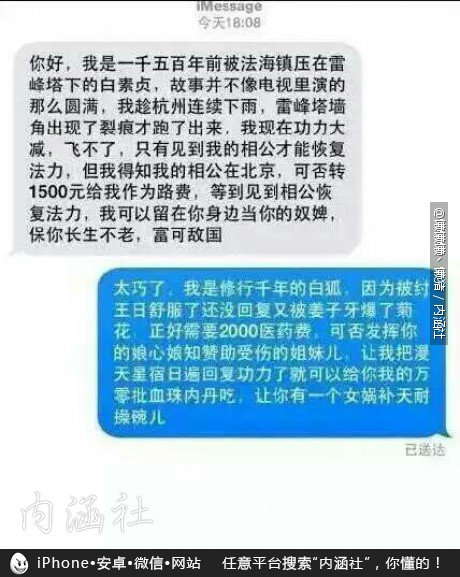 iMessage
今天18:08
你好，我是一千五百年前被法海镇压在雷
峰塔下的白素贞，故事并不像电视里演的
那么圆满，我趁杭州连续下雨，雷峰塔墙
角出现了裂痕才跑了出来，我现在功力大
减，飞不了，只有见到我的相公才能恢复
法力，但我得知我的相公在北京，可否转
1500元给我作为路费，等到见到相公恢
复法力，我可以留在你身边当你的奴婢，
保你长生不老，富可敌国
太巧了，我是修行千年的白狐，因为被纣
王日舒服了还没回复又被姜子牙爆了菊
花，正好需要2000医药费，可否发挥你
的娘心娘知赞助受伤的姐妹儿，让我把漫
天星宿日遍回复功力了就可以给你我的万
零批血珠内丹吃，让你有一个女娲补天耐
操碗儿
已送达
内涵社
iPhone•安卓•微信•网站 任意平台搜索“内涵社”，你懂的！